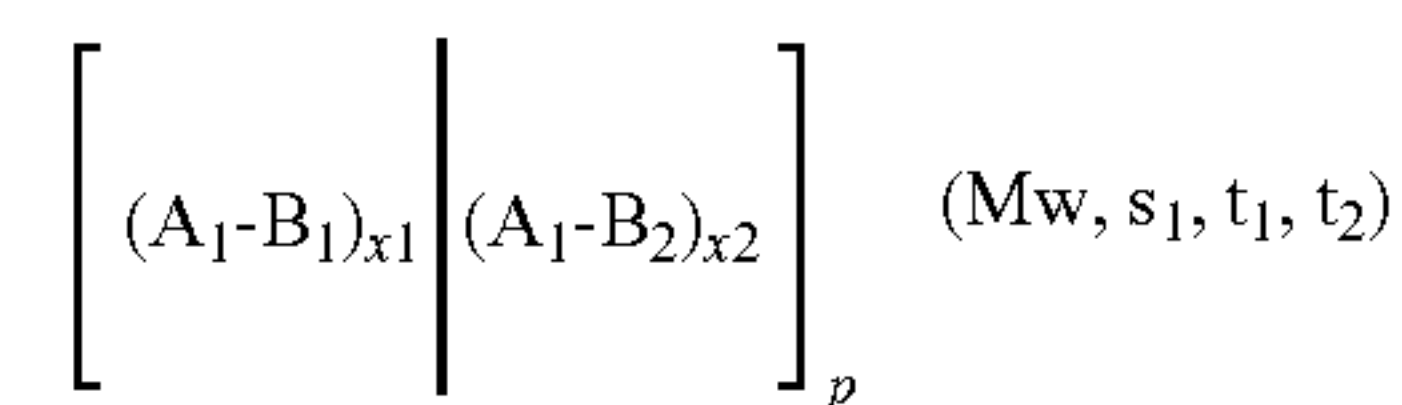 [(A₁-B₁)ₓ₁|(A₁-B₂)ₓ₂]ₚ (Mw, s₁, t₁, t₂)